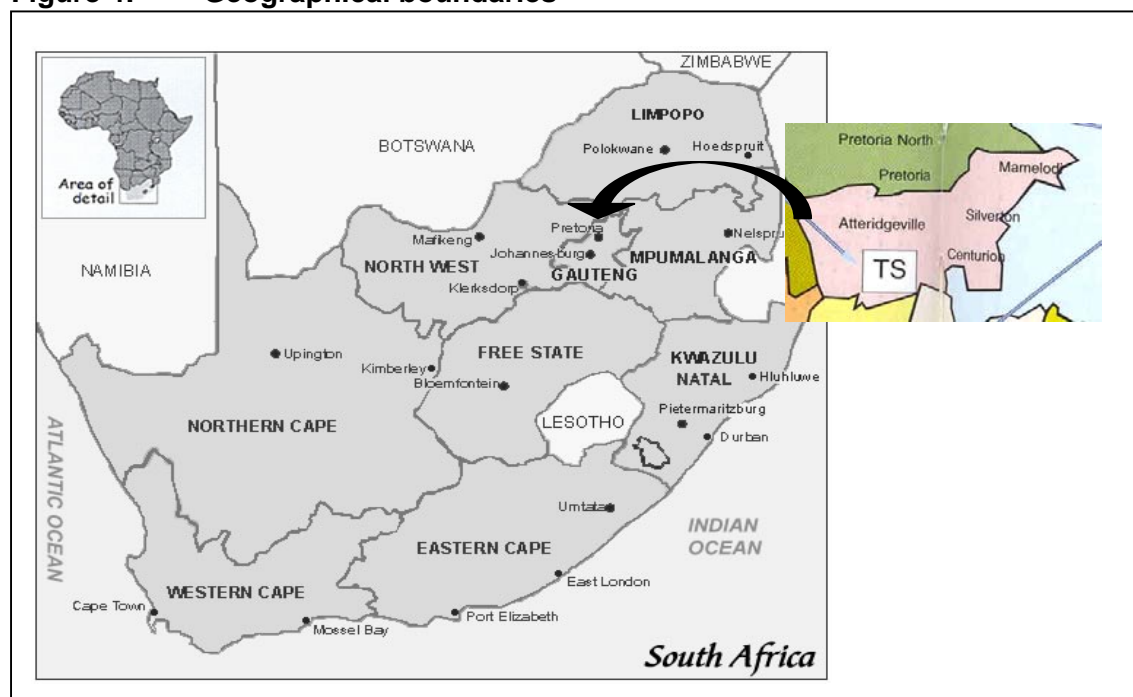 Figure 4. Geographical boundaries
ZIMBABWE
LIMPOPO
Polokwane
Hoedspruit
BOTSWANA
Area of
detail
Pretoria North
Pretoria
Mamelodi
Atteridgeville
Silverton
Centurion
TS
Pretoria
Mafikeng
Nelspru
Johannesburg
MPUMALANGA
NORTH WEST
GAUTENG
NAMIBIA
Klerksdorp
Upington
FREE STATE
KWAZULU
NATAL
Kimberley
Hluhluwe
Bloemfontein
Pietermaritzburg
NORTHERN CAPE
LESOTHO
Durban
ATLANTIC OCEAN
Umtata
INDIAN
OCEAN
EASTERN CAPE
East London
WESTERN CAPE
Cape Town
Port Elizabeth
Mossel Bay
South Africa